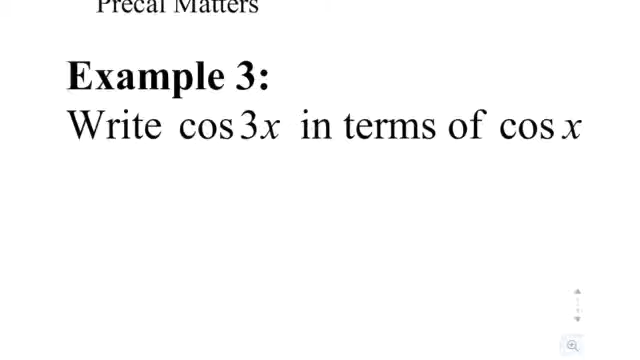 Precal Matters
Example 3:
Write cos 3x in terms of cos x